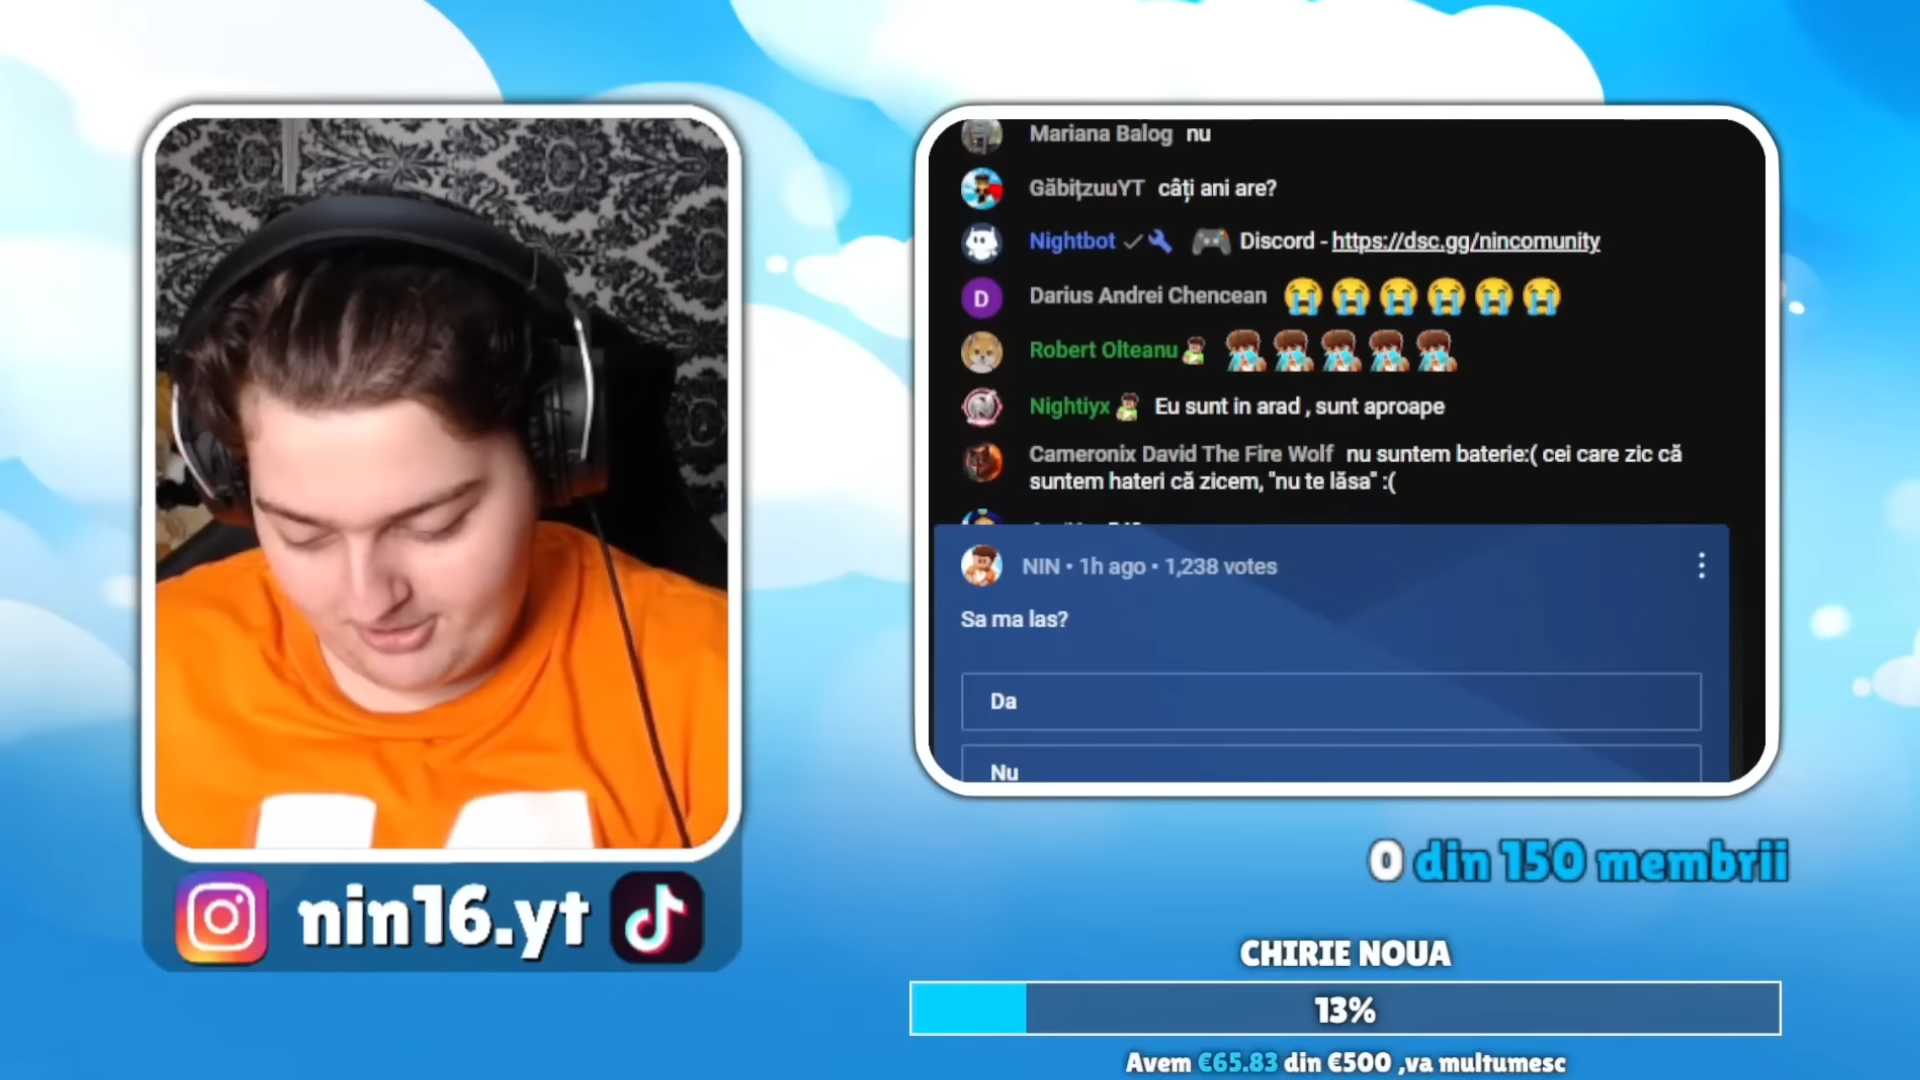 Mariana Balog nu
GăbițzuuYT câți ani are?
Nightbot Discord - https://dsc.gg/nincomunity
D Darius Andrei Chencean 😭😭😭😭😭😭
Robert Olteanu
Nightiyx Eu sunt in arad , sunt aproape
Cameronix David The Fire Wolf nu suntem baterie:( cei care zic că
suntem hateri că zicem, "nu te lăsa" :(
NIN • 1h ago • 1,238 votes
Sa ma las?
Da
Nu
nin16.yt
0 din 150 membrii
CHIRIE NOUA
13%
Avem €65.83 din €500 ,va multumesc